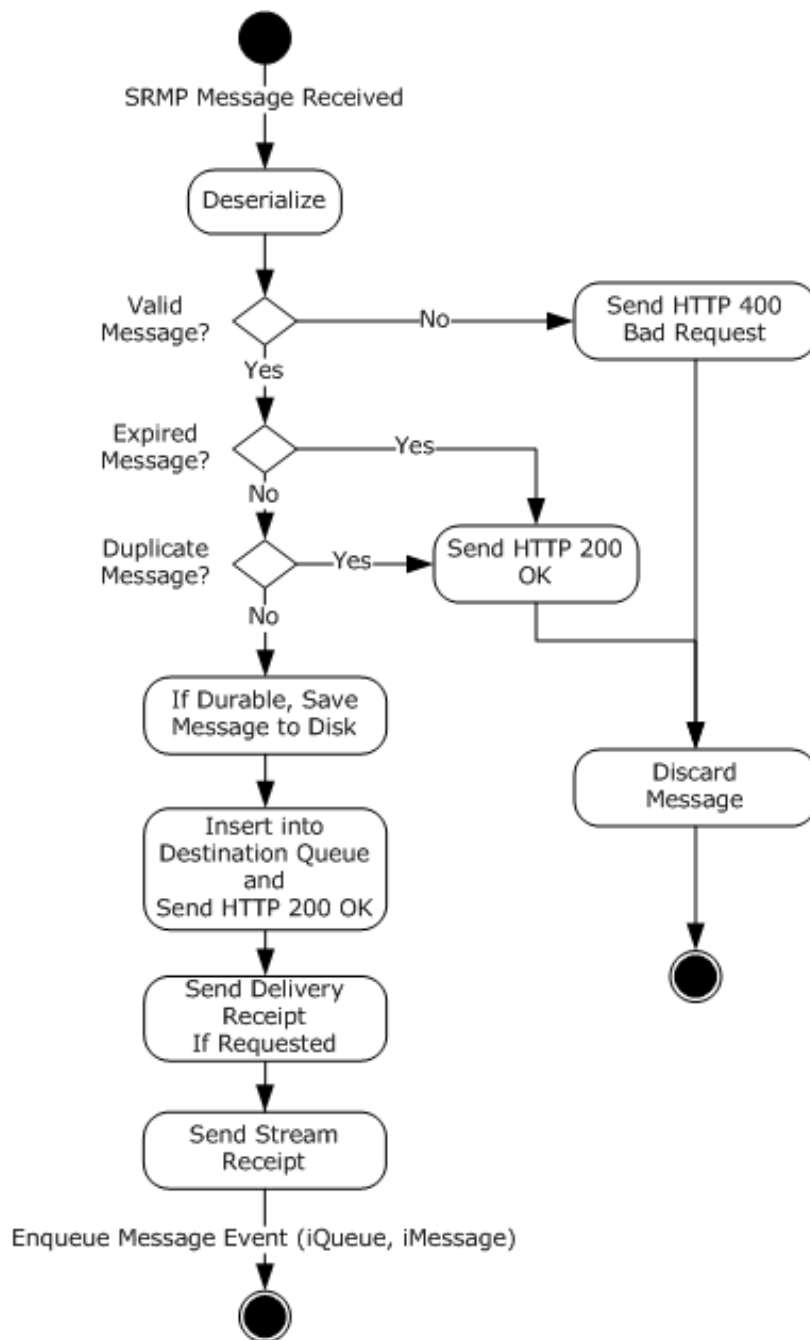 SRMP Message Received
Deserialize
Valid
Message?
No
Send HTTP 400
Bad Request
Yes
Expired
Message?
Yes
No
Duplicate
Message?
Yes
Send HTTP 200
OK
No
If Durable, Save
Message to Disk
Discard
Message
Insert into
Destination Queue
and
Send HTTP 200 OK
Send Delivery
Receipt
If Requested
Send Stream
Receipt
Enqueue Message Event (iQueue, iMessage)